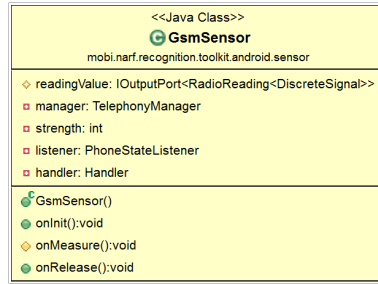 <<Java Class>>
GsmSensor
mobi.narf.recognition.toolkit.android.sensor
readingValue: IOutputPort<RadioReading<DiscreteSignal>>
manager: TelephonyManager
strength: int
listener: PhoneStateListener
handler: Handler
GsmSensor()
onInit():void
onMeasure():void
onRelease():void